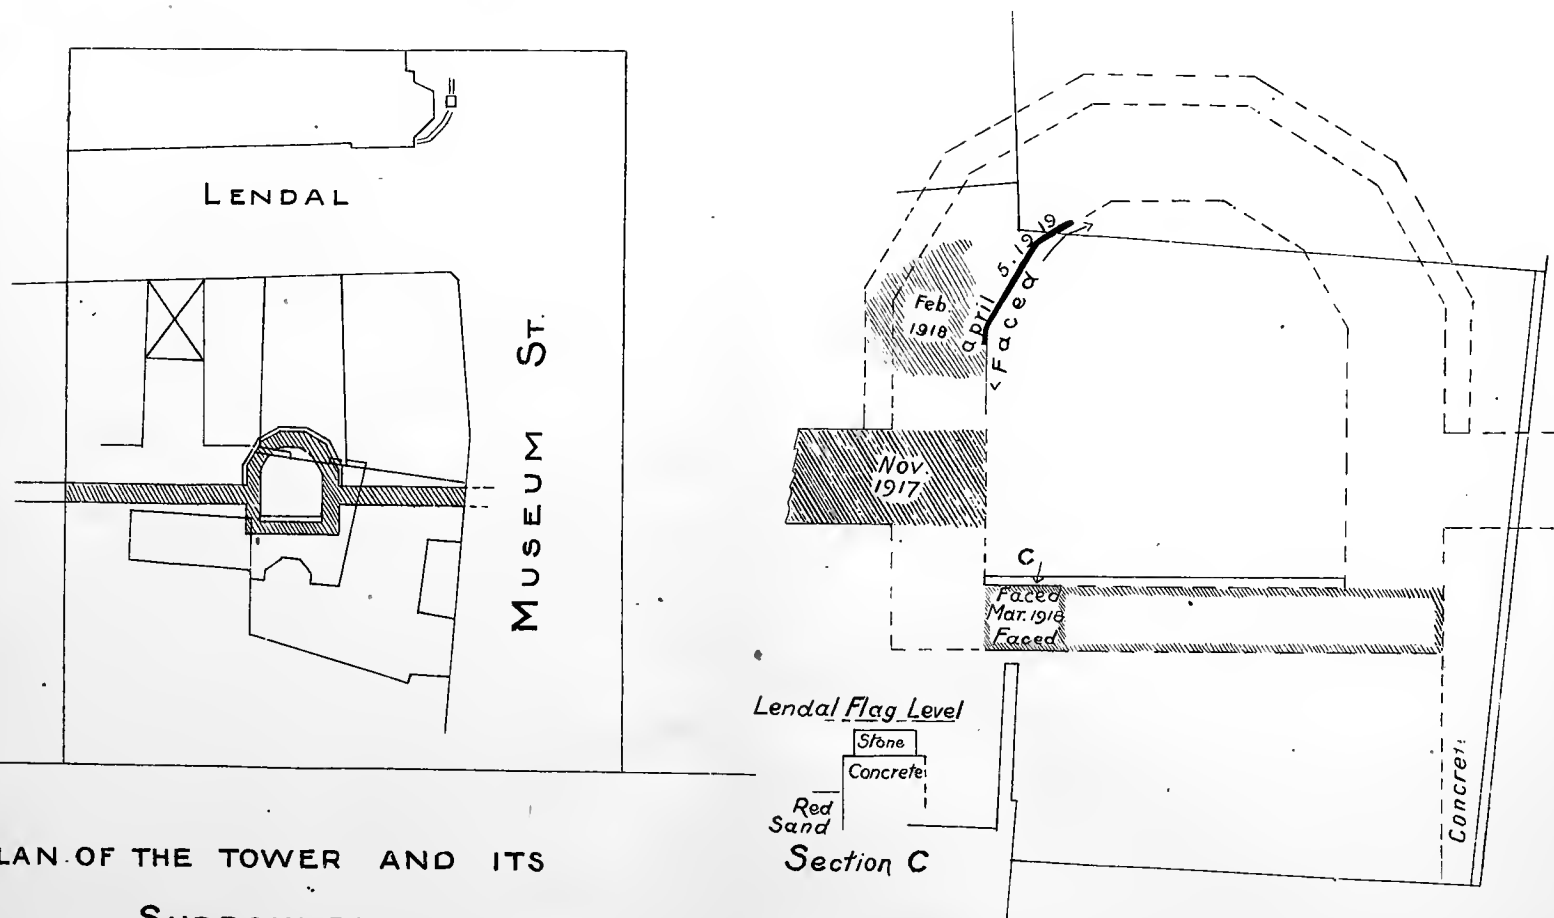 LENDAL
MUSEUM ST.
LAN OF THE TOWER AND ITS
Feb.
1918
april 5. 1919
Faced
Nov.
1917
C
Faced
Mar. 1918
Faced
Lendal Flag Level
Stone
Concrete
Red
Sand
Section C
Concret